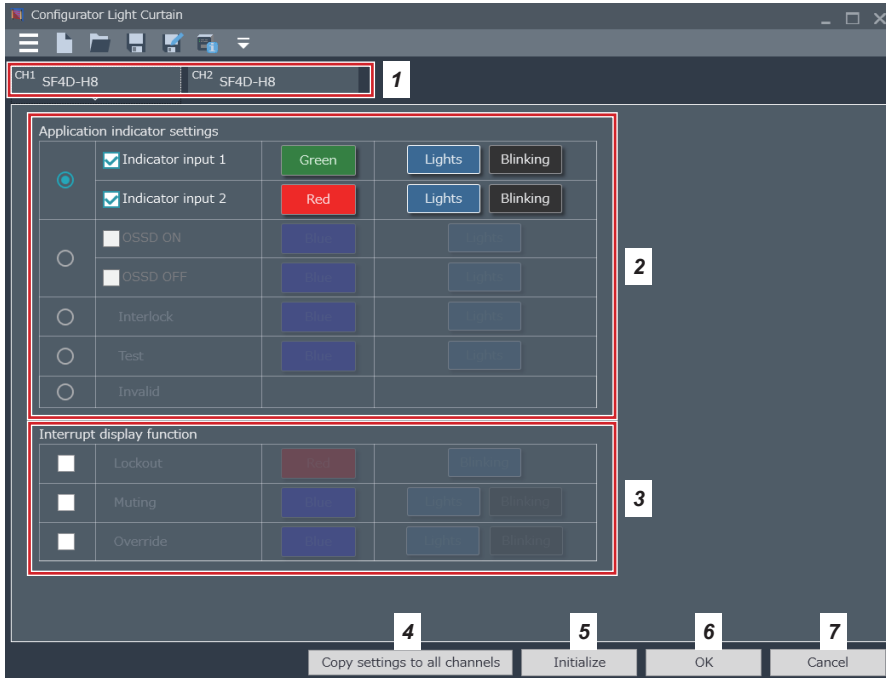 Configurator Light Curtain
CH1 SF4D-H8 CH2 SF4D-H8 1
Application indicator settings
Indicator input 1 Green Lights Blinking
Indicator input 2 Red Lights Blinking
OSSD ON Blue Lights
2
OSSD OFF Blue Lights
Interlock Blue Lights
Test Blue Lights
Invalid
Interrupt display function
Lockout Red Blinking
Muting Blue Lights Blinking 3
Override Blue Lights Blinking
4 5 6 7
Copy settings to all channels Initialize OK Cancel